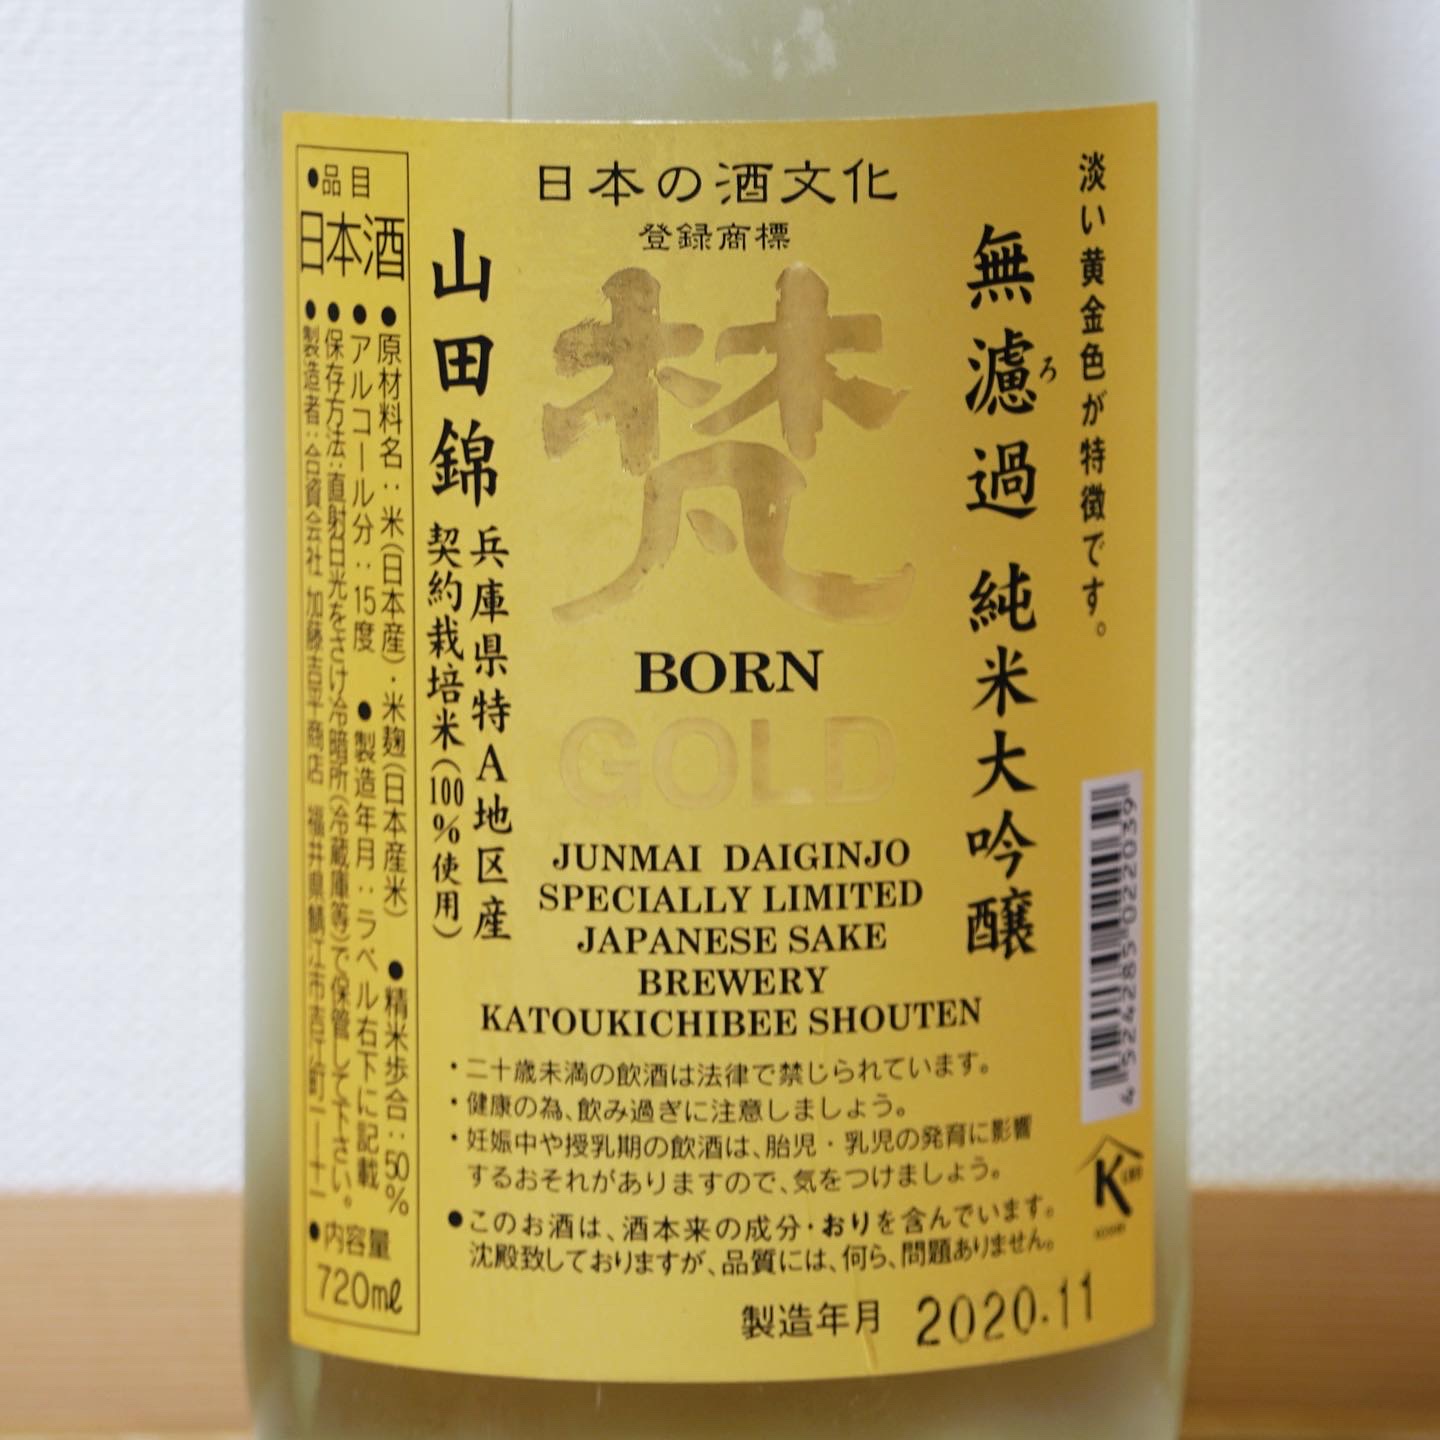 日本の酒文化
登録商標
梵
BORN
GOLD
JUNMAI DAIGINJO
SPECIALLY LIMITED
JAPANESE SAKE
BREWERY
KATOUKICHIBEE SHOUTEN
淡い黄金色が特徴です。
無濾過 純米大吟醸
ろ
山田錦
兵庫県特A地区産
契約栽培米(100%使用)
●品目
日本酒
●原材料名:米(日本産)・米麹(日本産米) ●精米歩合:50%
●アルコール分:15度 ●製造年月:ラベル右下に記載
●保存方法:直射日光をさけ冷暗所(冷蔵庫等)で保管して下さい。
●製造者:合資会社 加藤吉平商店 福井県鯖江市吉江町一ー十一
●内容量
720mℓ
・二十歳未満の飲酒は法律で禁じられています。
・健康の為、飲み過ぎに注意しましょう。
・妊娠中や授乳期の飲酒は、胎児・乳児の発育に影響
するおそれがありますので、気をつけましょう。
●このお酒は、酒本来の成分・おりを含んでいます。
沈殿致しておりますが、品質には、何ら、問題ありません。
製造年月 2020.11
4524285022039
K